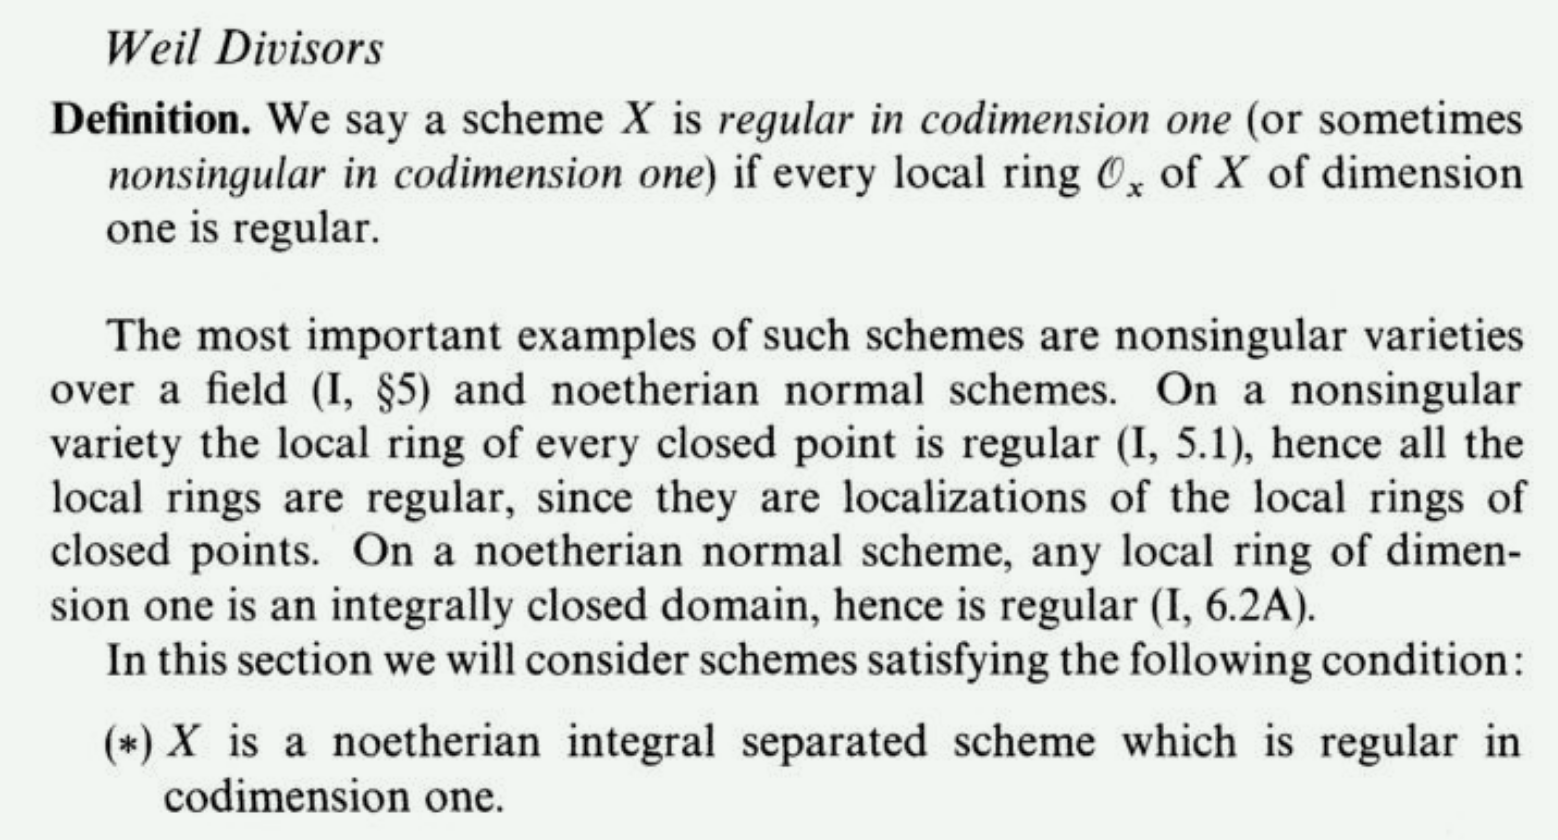 Weil Divisors
Definition. We say a scheme X is regular in codimension one (or sometimes
nonsingular in codimension one) if every local ring 𝒪ₓ of X of dimension
one is regular.
The most important examples of such schemes are nonsingular varieties
over a field (I, §5) and noetherian normal schemes. On a nonsingular
variety the local ring of every closed point is regular (I, 5.1), hence all the
local rings are regular, since they are localizations of the local rings of
closed points. On a noetherian normal scheme, any local ring of dimen-
sion one is an integrally closed domain, hence is regular (I, 6.2A).
In this section we will consider schemes satisfying the following condition:
(*) X is a noetherian integral separated scheme which is regular in
codimension one.